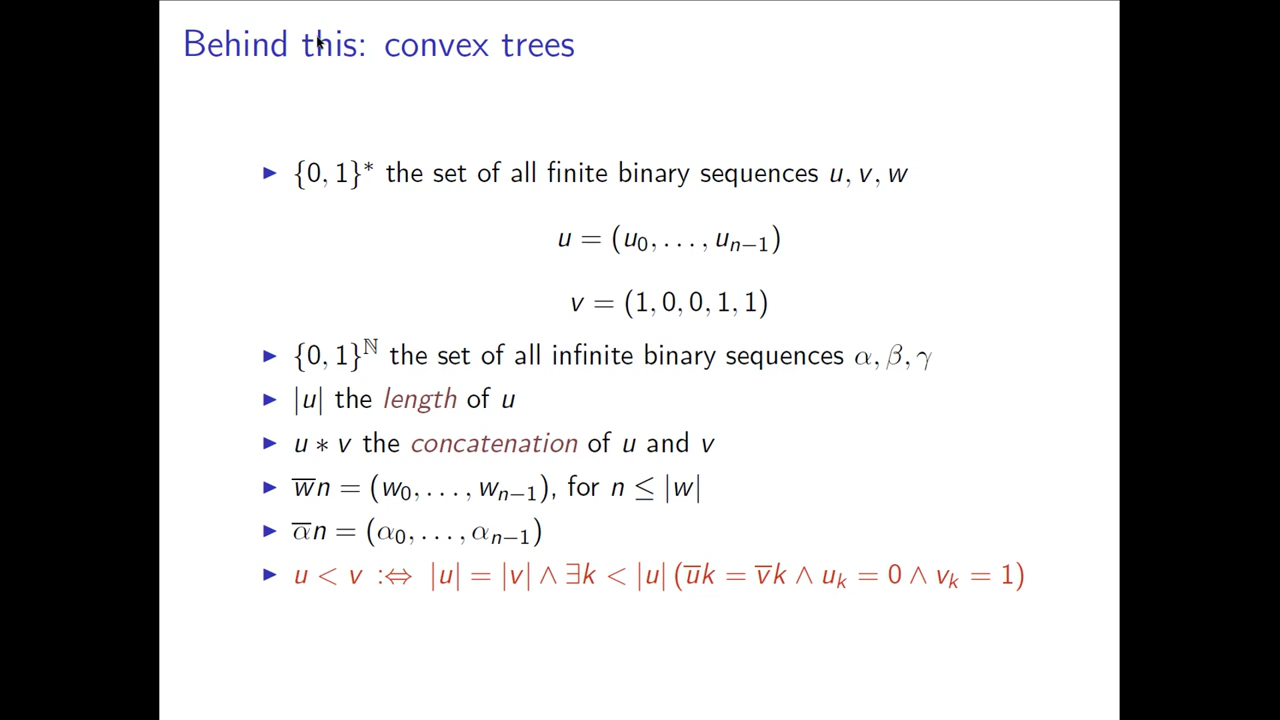 Behind this: convex trees
▶ {0, 1}* the set of all finite binary sequences u, v, w
u = (u₀, . . . , uₙ₋₁)
v = (1, 0, 0, 1, 1)
▶ {0, 1}^ℕ the set of all infinite binary sequences α, β, γ
▶ |u| the length of u
▶ u ∗ v the concatenation of u and v
▶ w̅n = (w₀, . . . , wₙ₋₁), for n ≤ |w|
▶ α̅n = (α₀, . . . , αₙ₋₁)
▶ u < v :⇔ |u| = |v| ∧ ∃k < |u| (u̅k = v̅k ∧ uₖ = 0 ∧ vₖ = 1)